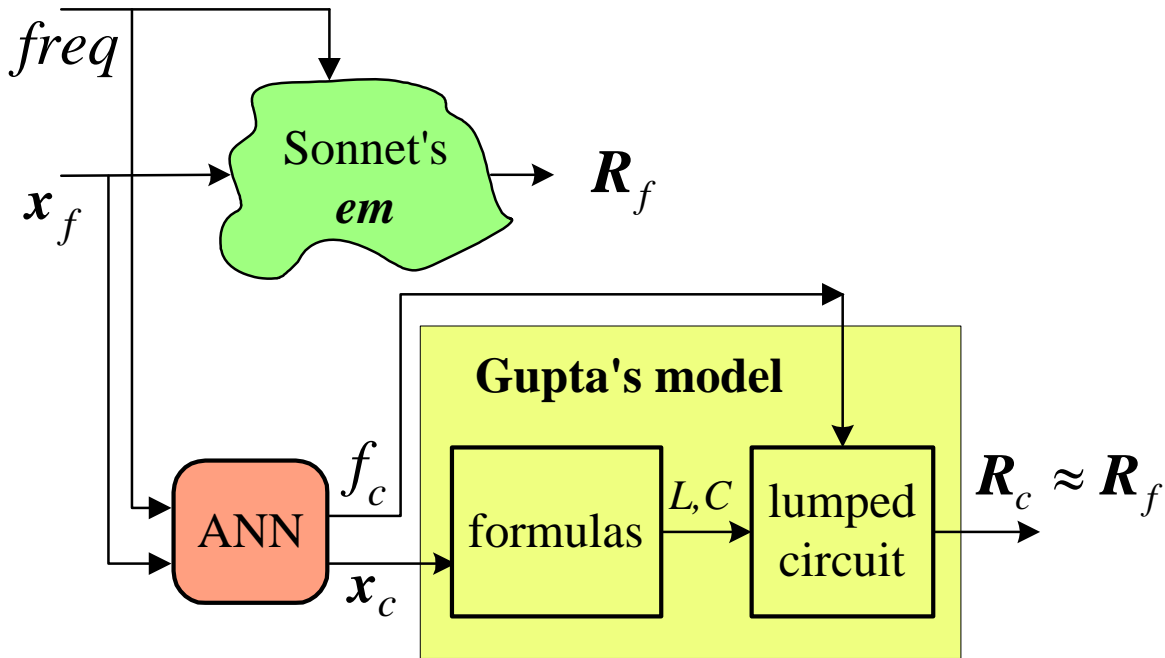 freq
Sonnet's
em
x_f
R_f
Gupta's model
f_c
ANN
x_c
formulas
L,C
lumped
circuit
R_c ≈ R_f